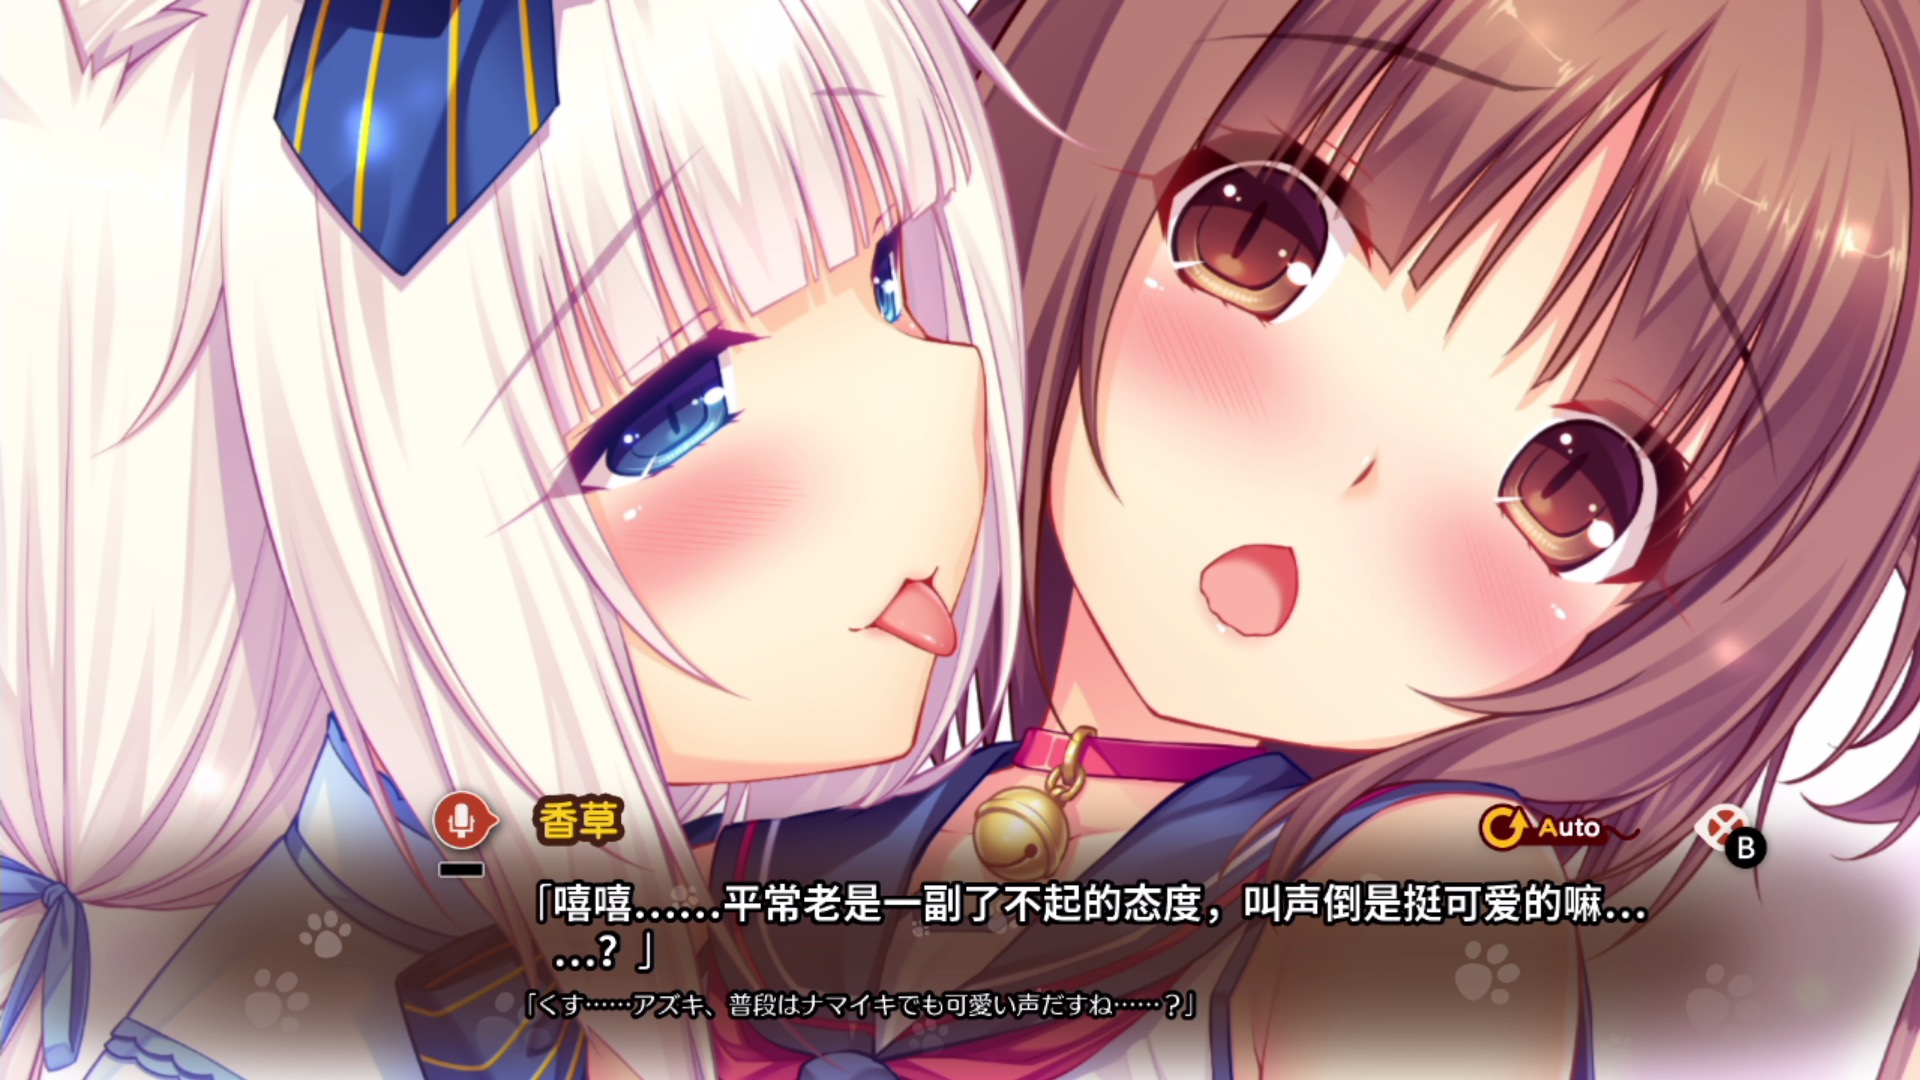 香草
Auto
B
「嘻嘻……平常老是一副了不起的态度，叫声倒是挺可爱的嘛…
…？」
「くす……アズキ、普段はナマイキでも可愛い声だすね……？」